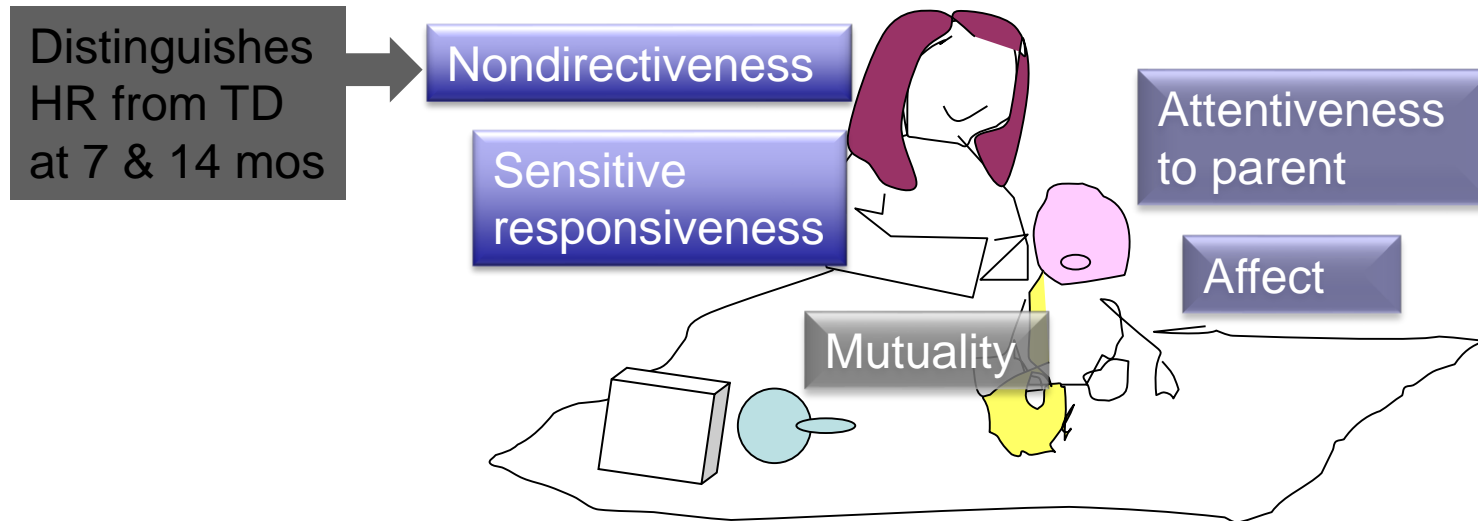 Distinguishes
HR from TD
at 7 & 14 mos
Nondirectiveness
Sensitive
responsiveness
Attentiveness
to parent
Affect
Mutuality